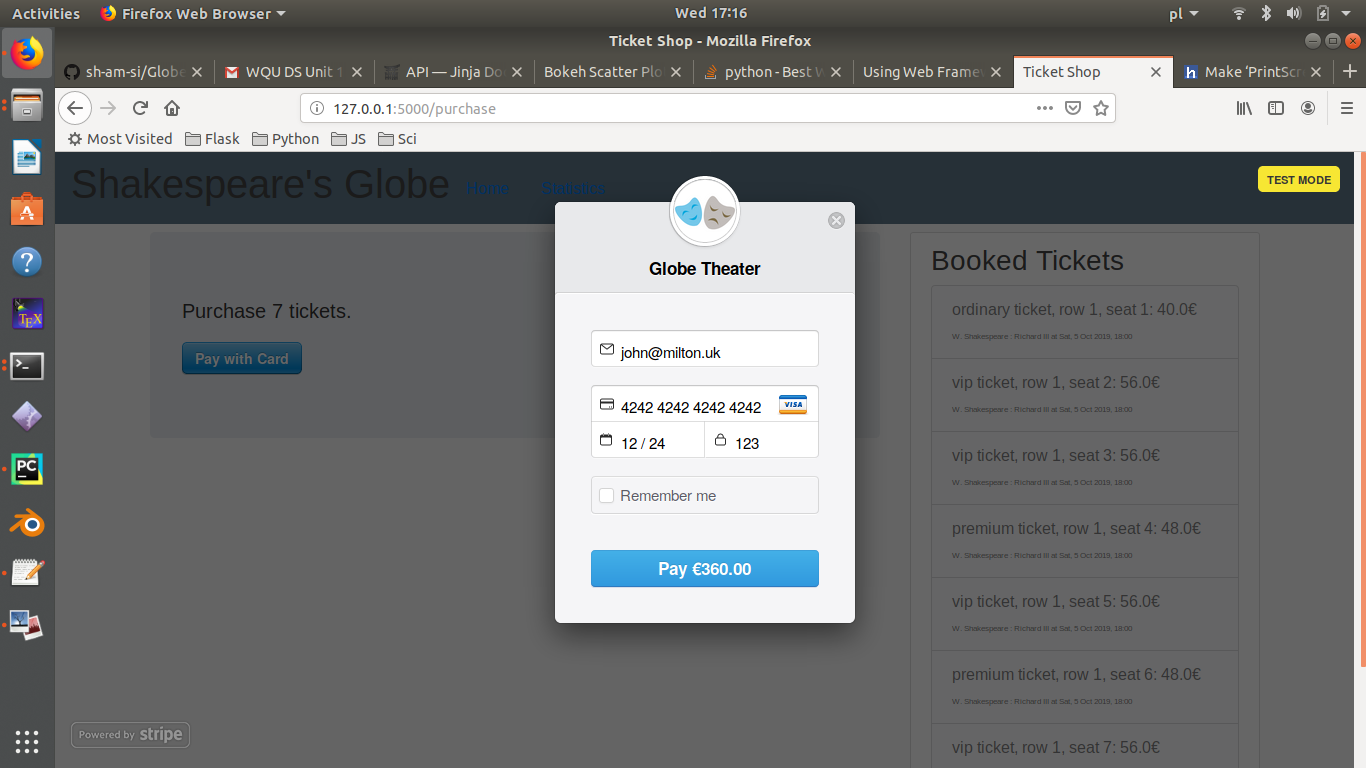 Activities Firefox Web Browser Wed 17:16 pl
Ticket Shop - Mozilla Firefox
sh-am-si/Globe WQU DS Unit 1 API — Jinja Do Bokeh Scatter Plo python - Best W Using Web Frame Ticket Shop Make ‘PrintScr
127.0.0.1:5000/purchase
Most Visited Flask Python JS Sci
Shakespeare's Globe Home Statistics
TEST MODE
Globe Theater
john@milton.uk
4242 4242 4242 4242 VISA
12 / 24 123
Remember me
Pay €360.00
Purchase 7 tickets.
Pay with Card
Booked Tickets
ordinary ticket, row 1, seat 1: 40.0€
W. Shakespeare : Richard III at Sat, 5 Oct 2019, 18:00
vip ticket, row 1, seat 2: 56.0€
W. Shakespeare : Richard III at Sat, 5 Oct 2019, 18:00
vip ticket, row 1, seat 3: 56.0€
W. Shakespeare : Richard III at Sat, 5 Oct 2019, 18:00
premium ticket, row 1, seat 4: 48.0€
W. Shakespeare : Richard III at Sat, 5 Oct 2019, 18:00
vip ticket, row 1, seat 5: 56.0€
W. Shakespeare : Richard III at Sat, 5 Oct 2019, 18:00
premium ticket, row 1, seat 6: 48.0€
W. Shakespeare : Richard III at Sat, 5 Oct 2019, 18:00
vip ticket, row 1, seat 7: 56.0€
Powered by stripe
TEX
PC